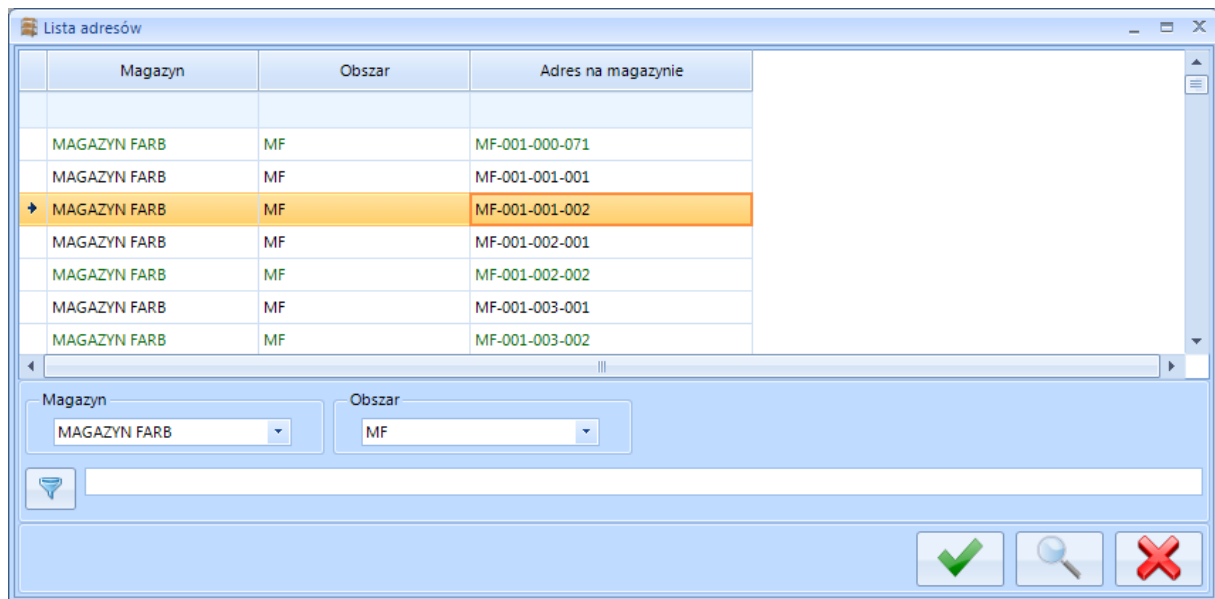 Lista adresów
Magazyn Obszar Adres na magazynie
MAGAZYN FARB MF MF-001-000-071
MAGAZYN FARB MF MF-001-001-001
MAGAZYN FARB MF MF-001-001-002
MAGAZYN FARB MF MF-001-002-001
MAGAZYN FARB MF MF-001-002-002
MAGAZYN FARB MF MF-001-003-001
MAGAZYN FARB MF MF-001-003-002
Magazyn Obszar
MAGAZYN FARB MF